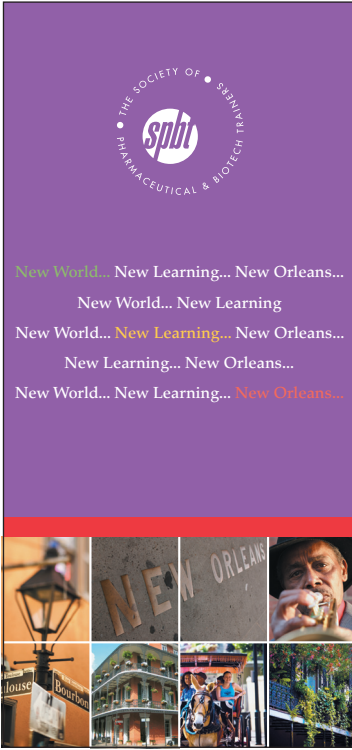 THE SOCIETY OF
PHARMACEUTICAL & BIOTECH TRAINERS
spbt
New World... New Learning... New Orleans...
New World... New Learning
New World... New Learning... New Orleans...
New Learning... New Orleans...
New World... New Learning... New Orleans...
NEW ORLEANS
ulouse
Bourbon